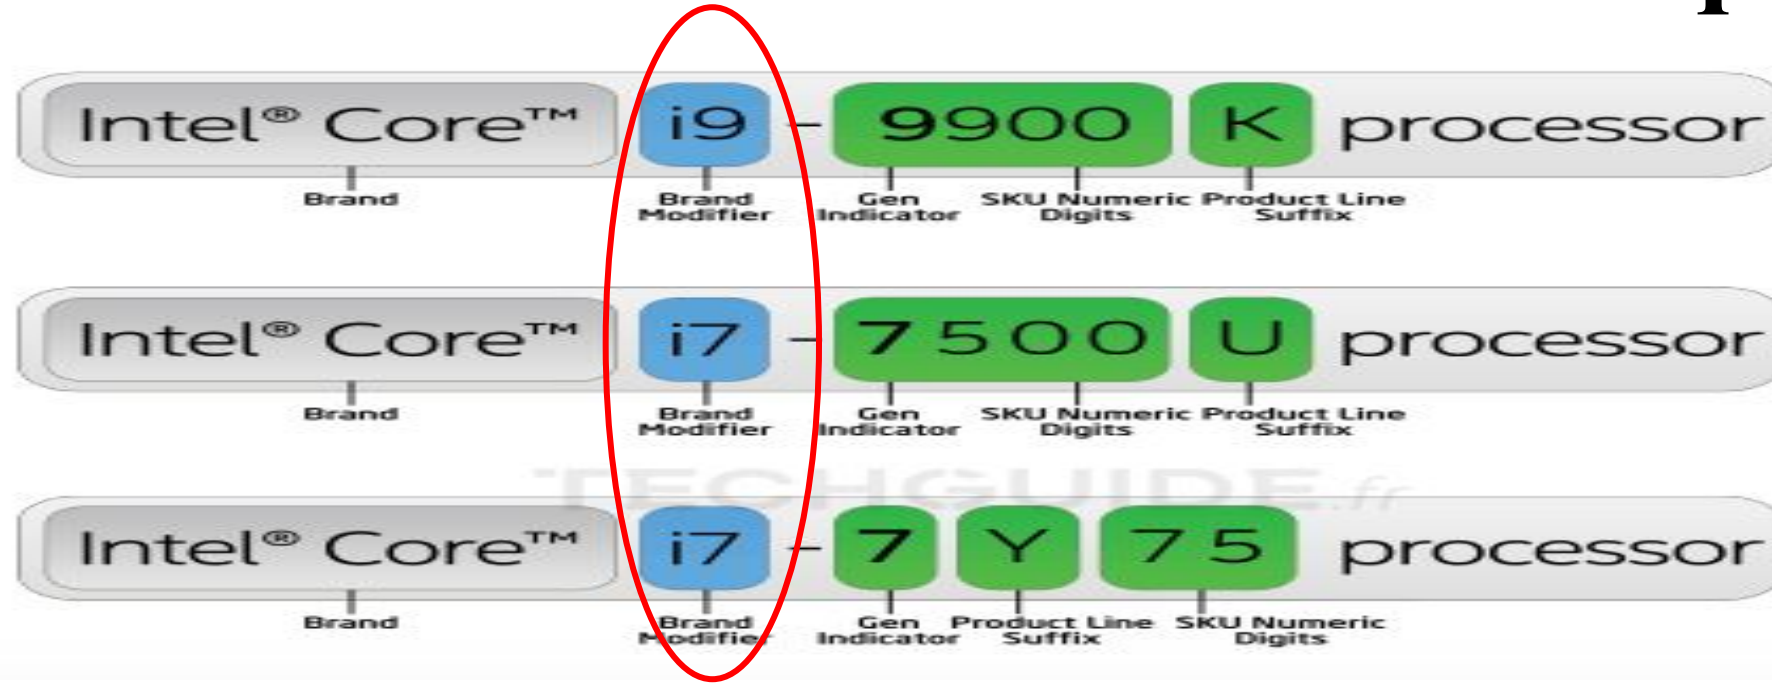 Intel® Core™ i9 - 9900 K processor
Brand Brand Modifier Gen Indicator SKU Numeric Digits Product Line Suffix
Intel® Core™ i7 - 7500 U processor
Brand Brand Modifier Gen Indicator SKU Numeric Digits Product Line Suffix
TECHGUIDE.fr
Intel® Core™ i7 - 7 Y 75 processor
Brand Brand Modifier Gen Indicator Product Line Suffix SKU Numeric Digits